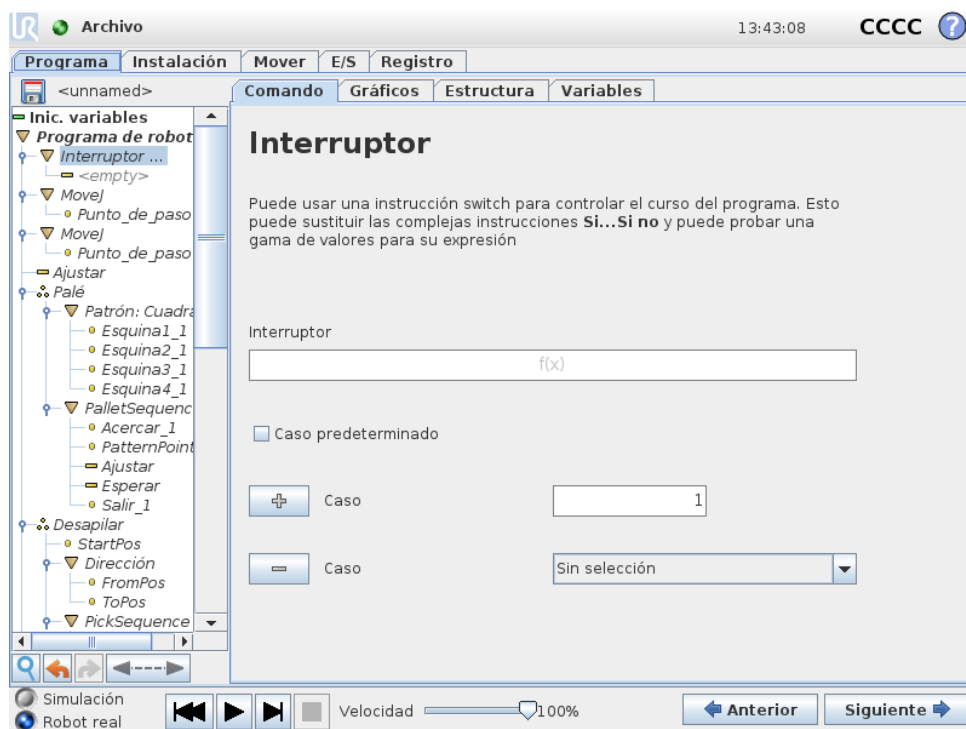 UR Archivo 13:43:08 CCCC ?
Programa Instalación Mover E/S Registro
<unnamed>
Comando Gráficos Estructura Variables
Inic. variables
Programa de robot
Interruptor ...
<empty>
MoveJ
Punto_de_paso
MoveJ
Punto_de_paso
Ajustar
Palé
Patrón: Cuadra
Esquina1_1
Esquina2_1
Esquina3_1
Esquina4_1
PalletSequenc
Acercar_1
PatternPoint
Ajustar
Esperar
Salir_1
Desapilar
StartPos
Dirección
FromPos
ToPos
PickSequence
Interruptor
Puede usar una instrucción switch para controlar el curso del programa. Esto
puede sustituir las complejas instrucciones Si...Si no y puede probar una
gama de valores para su expresión
Interruptor
f(x)
Caso predeterminado
Caso 1
Caso Sin selección
Simulación
Robot real
Velocidad 100%
Anterior Siguiente